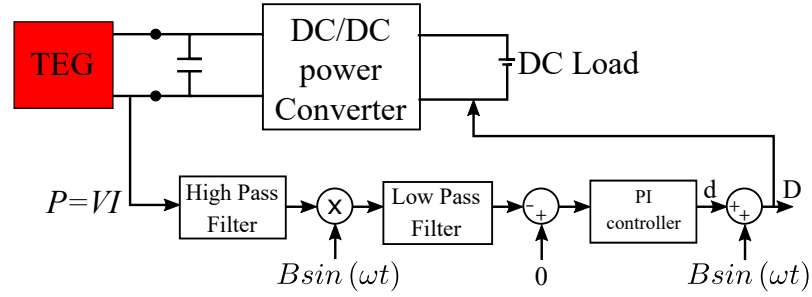 TEG
DC/DC
power
Converter
DC Load
P=VI
High Pass
Filter
x
Low Pass
Filter
-
+
PI
controller
d
+
+
D
Bsin (ωt)
0
Bsin (ωt)